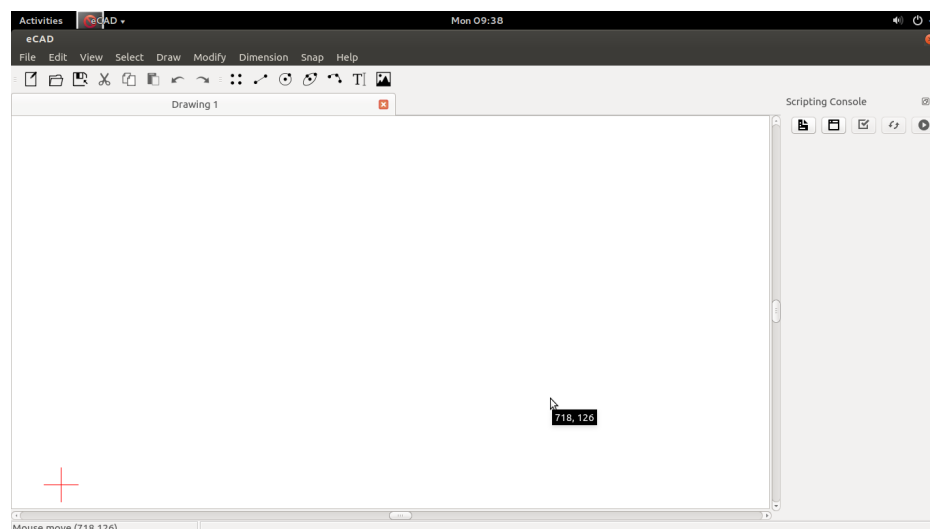 Activities eCAD Mon 09:38
eCAD
File Edit View Select Draw Modify Dimension Snap Help
Drawing 1
Scripting Console
718, 126
Mouse move (718,126)